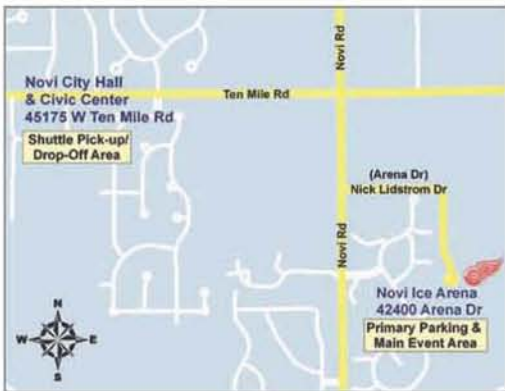 Novi City Hall
& Civic Center
45175 W Ten Mile Rd
Shuttle Pick-up/
Drop-Off Area
Ten Mile Rd
Novi Rd
(Arena Dr)
Nick Lidstrom Dr
Novi Rd
Novi Ice Arena
42400 Arena Dr
Primary Parking &
Main Event Area
N
W E
S